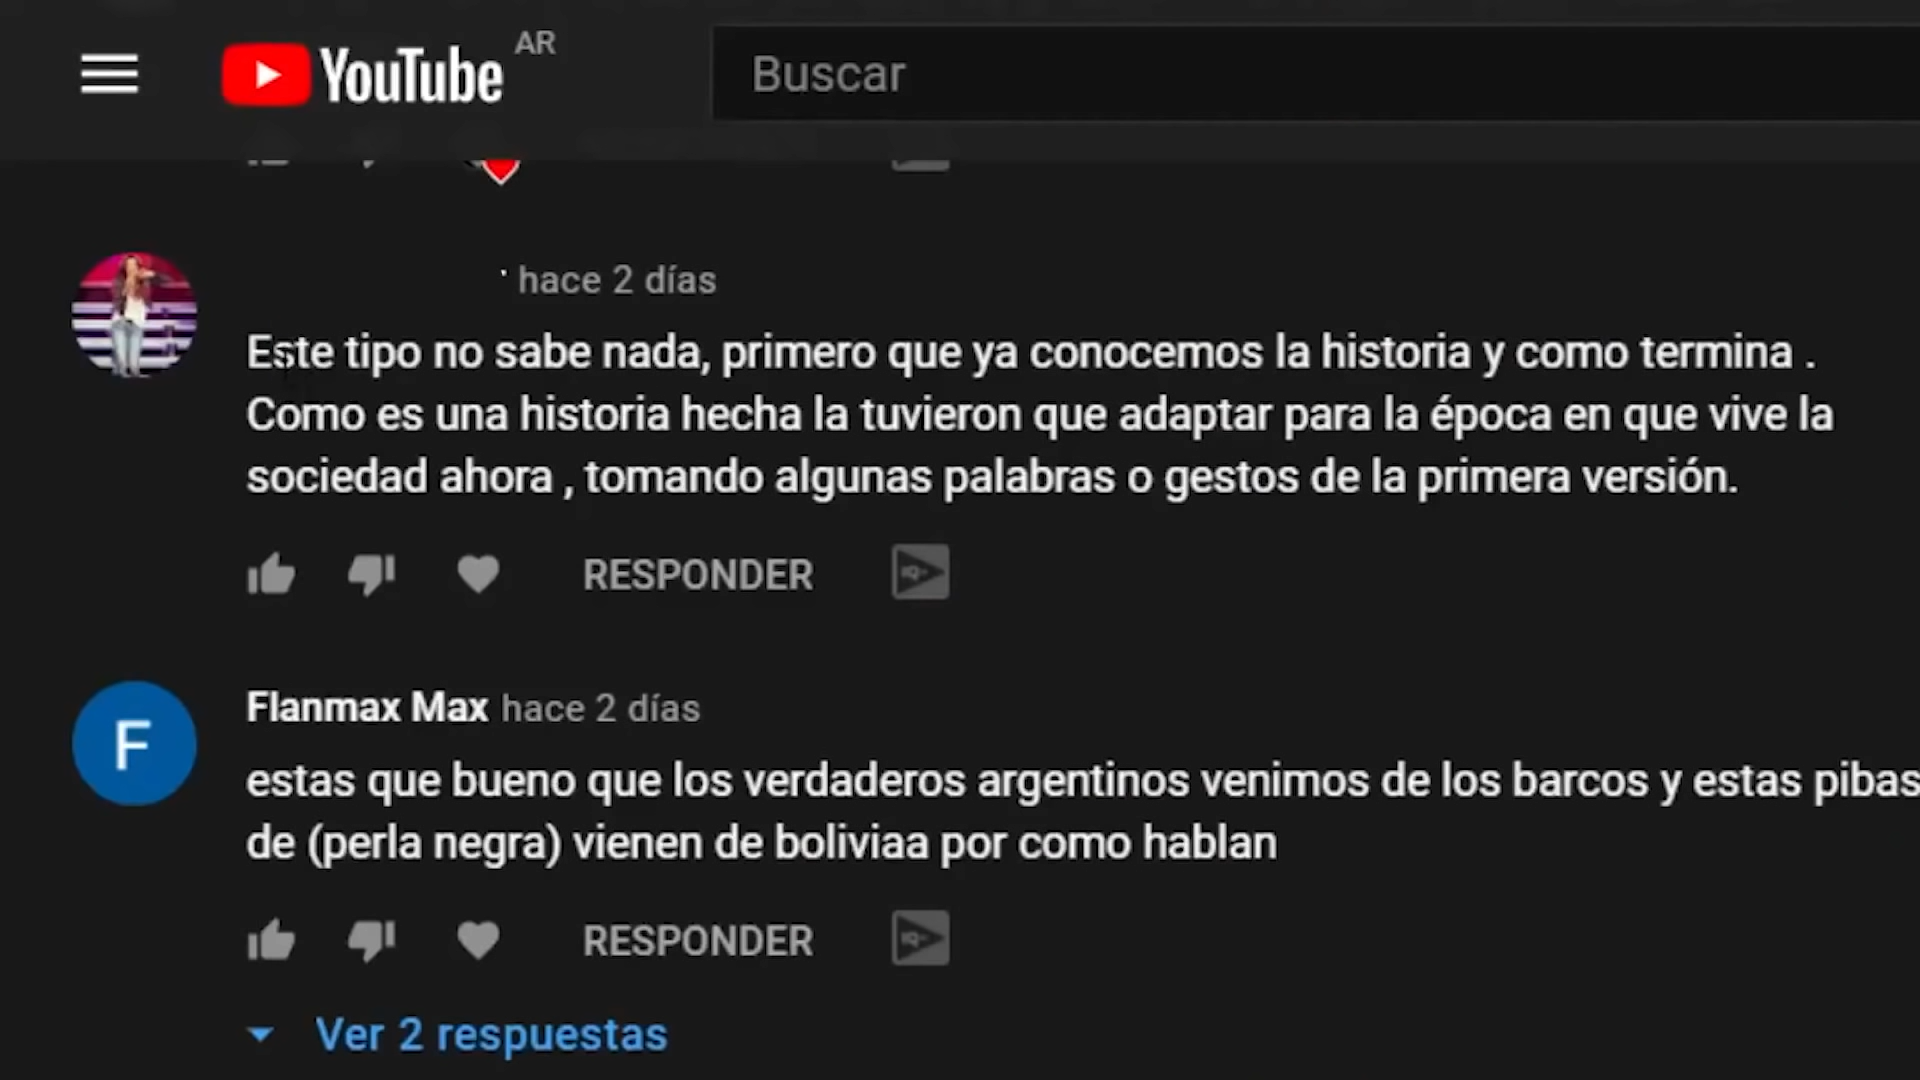 YouTube AR
Buscar
hace 2 días
Este tipo no sabe nada, primero que ya conocemos la historia y como termina .
Como es una historia hecha la tuvieron que adaptar para la época en que vive la
sociedad ahora , tomando algunas palabras o gestos de la primera versión.
RESPONDER
F
Flanmax Max hace 2 días
estas que bueno que los verdaderos argentinos venimos de los barcos y estas pibas
de (perla negra) vienen de boliviaa por como hablan
RESPONDER
Ver 2 respuestas